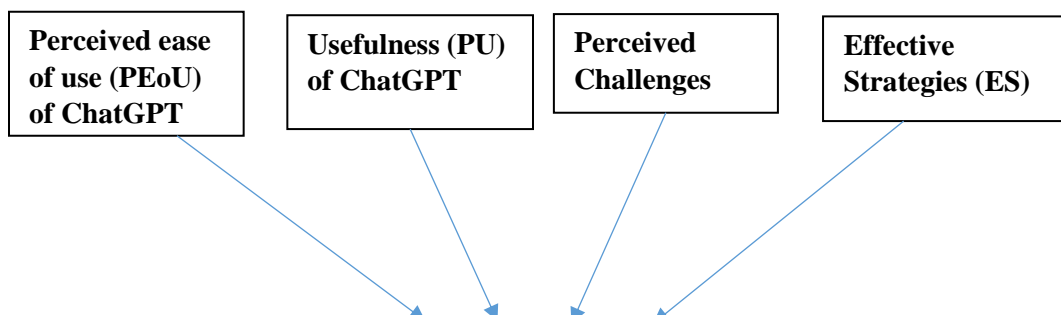 Perceived ease
of use (PEoU)
of ChatGPT
Usefulness (PU)
of ChatGPT
Perceived
Challenges
Effective
Strategies (ES)